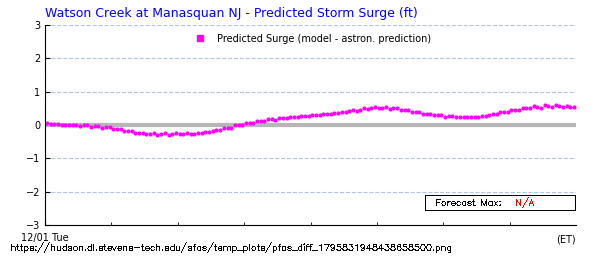 Watson Creek at Manasquan NJ - Predicted Storm Surge (ft)
3
Predicted Surge (model - astron. prediction)
2
1
0
−1
−2
Forecast Max: N/A
−3
12/01 Tue
(ET)
https://hudson.dl.stevens-tech.edu/sfas/temp_plots/pfas_diff_1795831948438658500.png